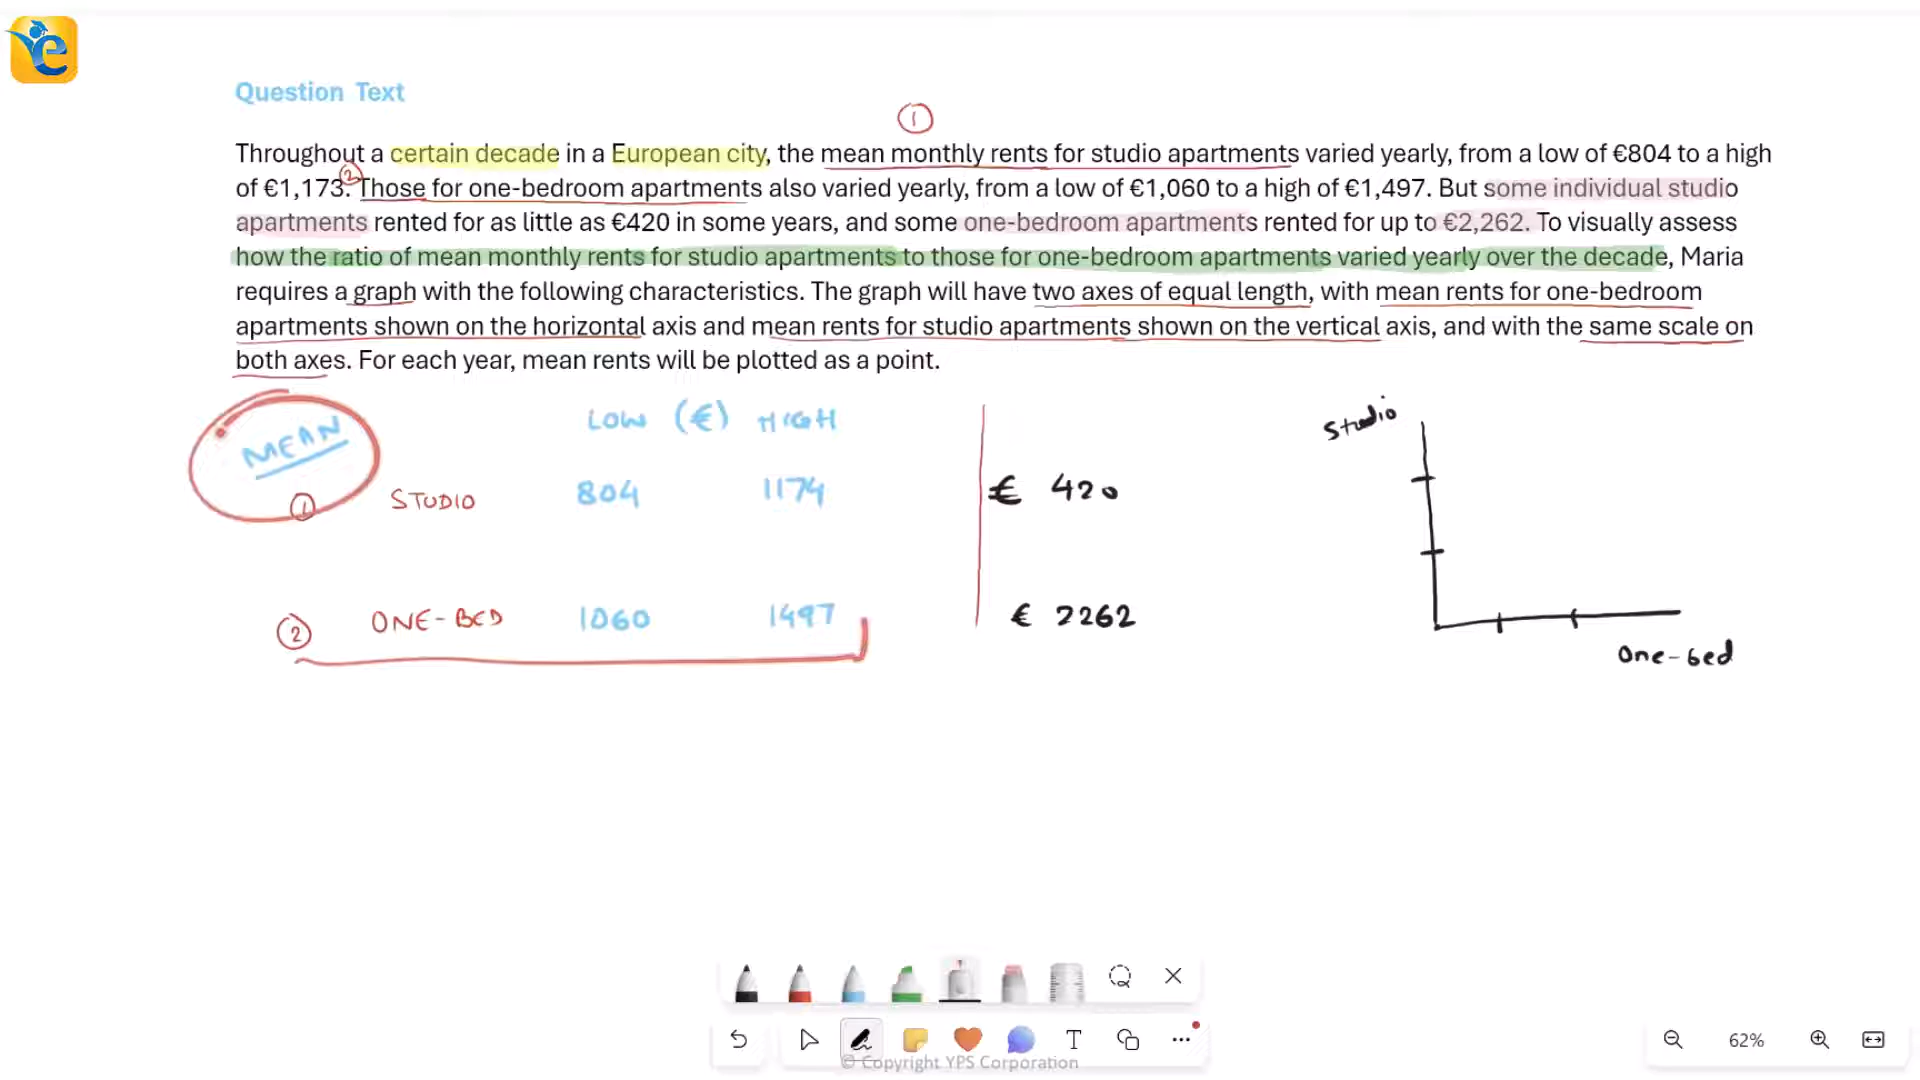 e
Question Text
①
Throughout a certain decade in a European city, the mean monthly rents for studio apartments varied yearly, from a low of €804 to a high
of €1,173. Those for one-bedroom apartments also varied yearly, from a low of €1,060 to a high of €1,497. But some individual studio
②
apartments rented for as little as €420 in some years, and some one-bedroom apartments rented for up to €2,262. To visually assess
how the ratio of mean monthly rents for studio apartments to those for one-bedroom apartments varied yearly over the decade, Maria
requires a graph with the following characteristics. The graph will have two axes of equal length, with mean rents for one-bedroom
apartments shown on the horizontal axis and mean rents for studio apartments shown on the vertical axis, and with the same scale on
both axes. For each year, mean rents will be plotted as a point.
MEAN LOW (€) HIGH
① STUDIO 804 1174 € 420
② ONE-BED 1060 1497 € 2262
Studio
One-bed
T
62%
© Copyright YPS Corporation